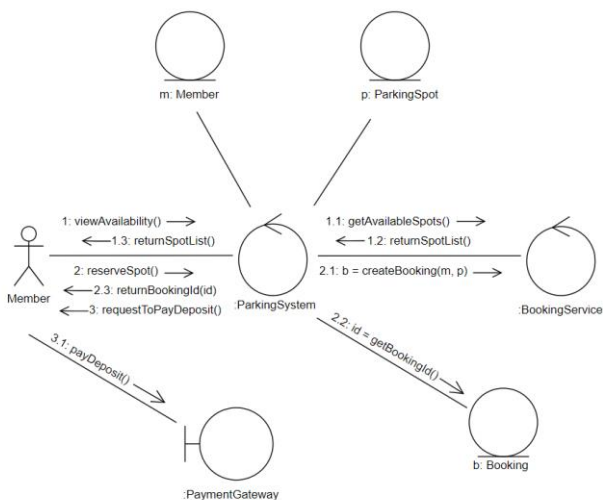 m: Member
p: ParkingSpot
1: viewAvailability()
1.3: returnSpotList()
2: reserveSpot()
2.3: returnBookingId(id)
3: requestToPayDeposit()
Member
:ParkingSystem
1.1: getAvailableSpots()
1.2: returnSpotList()
2.1: b = createBooking(m, p)
:BookingService
3.1: payDeposit()
2.2: id = getBookingId()
:PaymentGateway
b: Booking